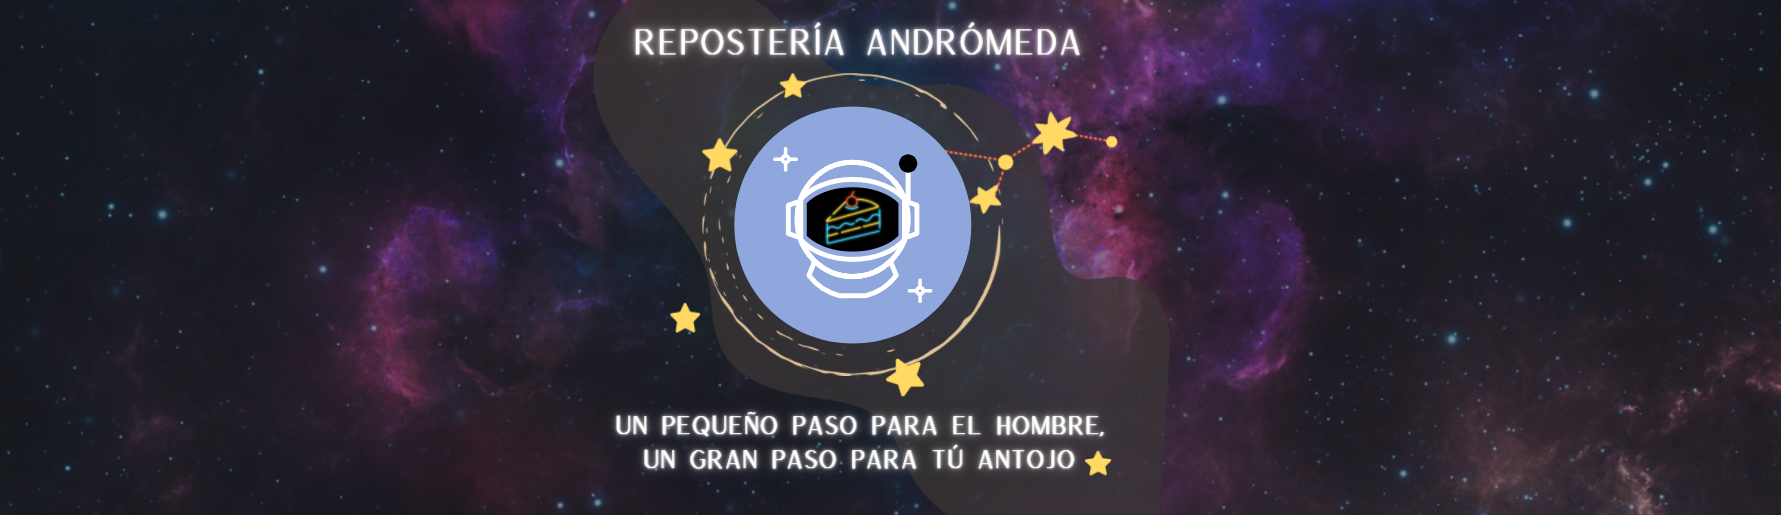 REPOSTERÍA ANDRÓMEDA
UN PEQUEÑO PASO PARA EL HOMBRE,
UN GRAN PASO PARA TÚ ANTOJO